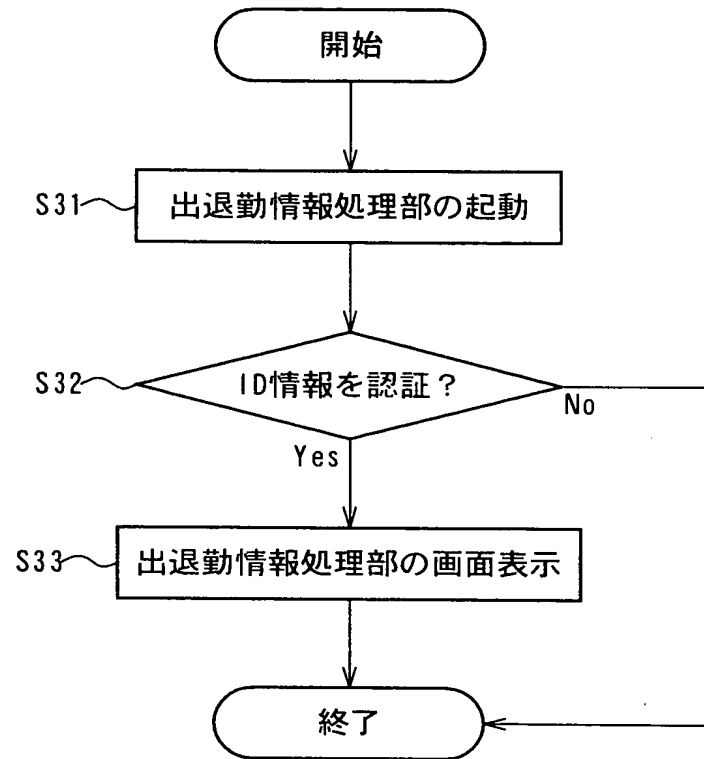 開始
S31
出退勤情報処理部の起動
S32
ID情報を認証？
No
Yes
S33
出退勤情報処理部の画面表示
終了